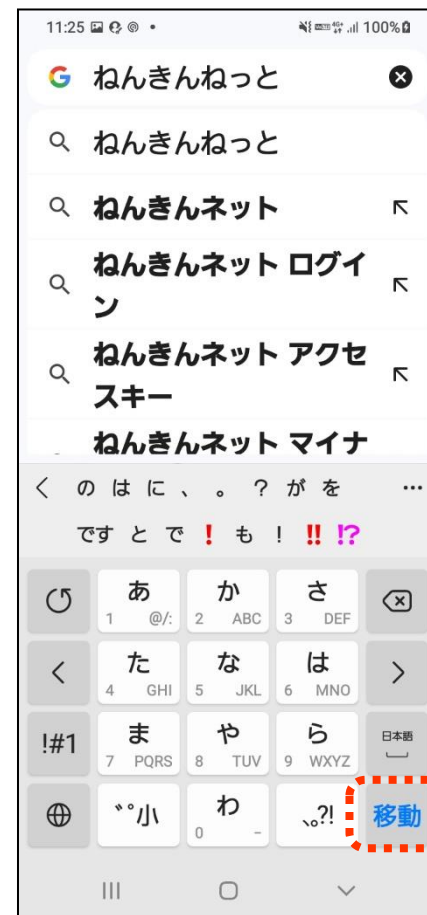 11:25 100%
G ねんきんねっと
ねんきんねっと
ねんきんネット
ねんきんネット ログイ
ン
ねんきんネット アクセ
スキー
ねんきんネット マイナ
の は に 、 。 ? が を ...
です と で ! も ! !! !?
あ か さ
1 @/: 2 ABC 3 DEF
た な は
4 GHI 5 JKL 6 MNO
!#1 ま や ら 日本語
7 PQRS 8 TUV 9 WXYZ
゛゜小 わ 、。?! 移動
0 -